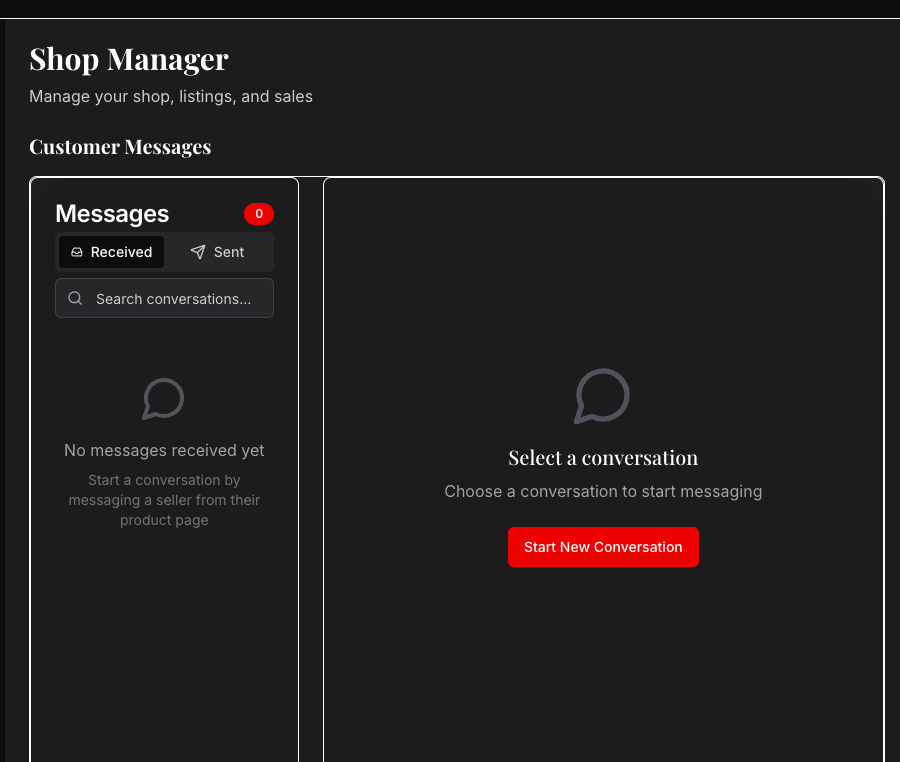 Shop Manager
Manage your shop, listings, and sales
Customer Messages
Messages
0
Received
Sent
Search conversations...
No messages received yet
Start a conversation by
messaging a seller from their
product page
Select a conversation
Choose a conversation to start messaging
Start New Conversation